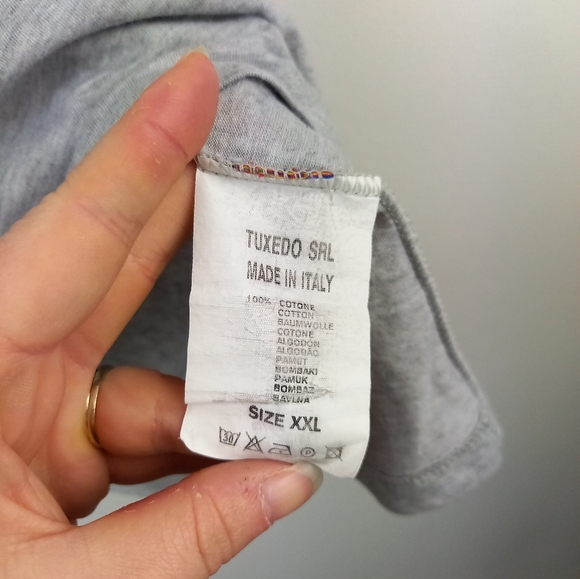 TUXEDO SRL
MADE IN ITALY
100% COTONE
COTTON
BAUMWOLLE
COTONE
ALGODÓN
ALGODÃO
PAMUT
BOMBAKI
PAMUK
BOMBAZ
BAVLNA
SIZE XXL
30
P